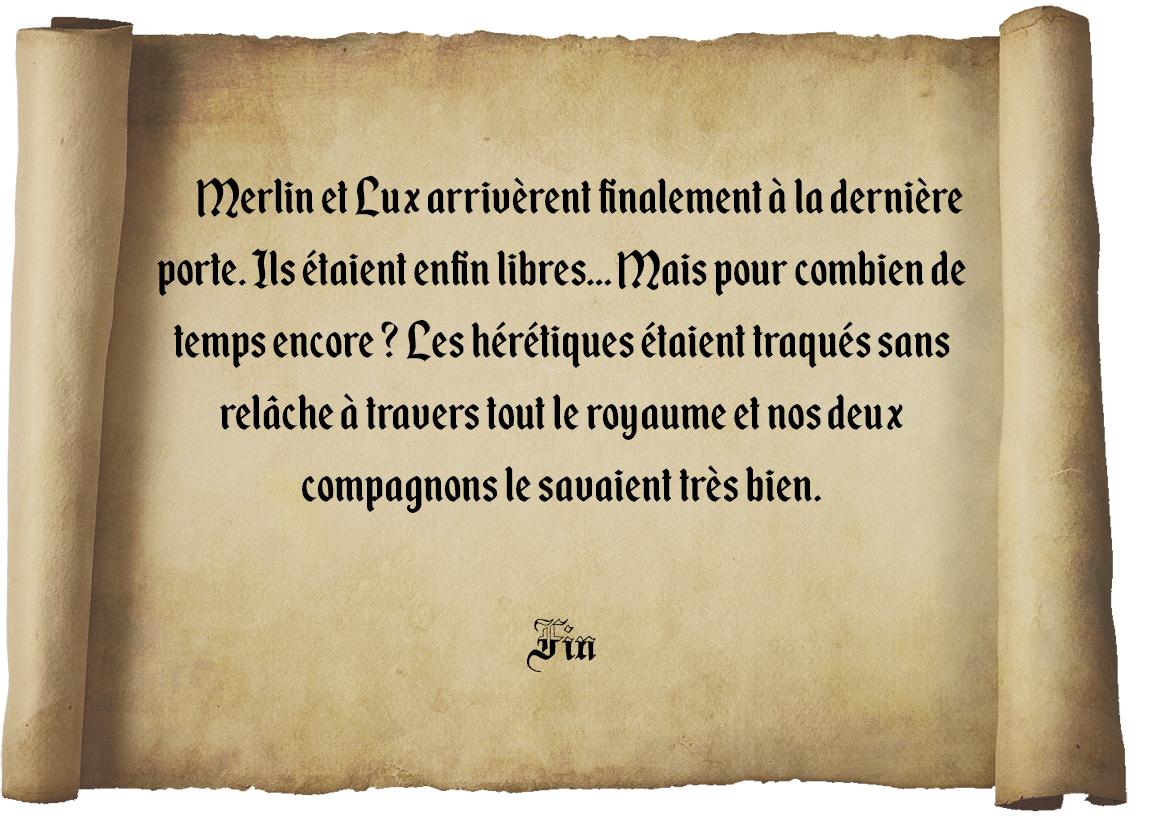 Merlin et Lux arrivèrent finalement à la dernière
porte. Ils étaient enfin libres... Mais pour combien de
temps encore ? Les hérétiques étaient traqués sans
relâche à travers tout le royaume et nos deux
compagnons le savaient très bien.
Fin